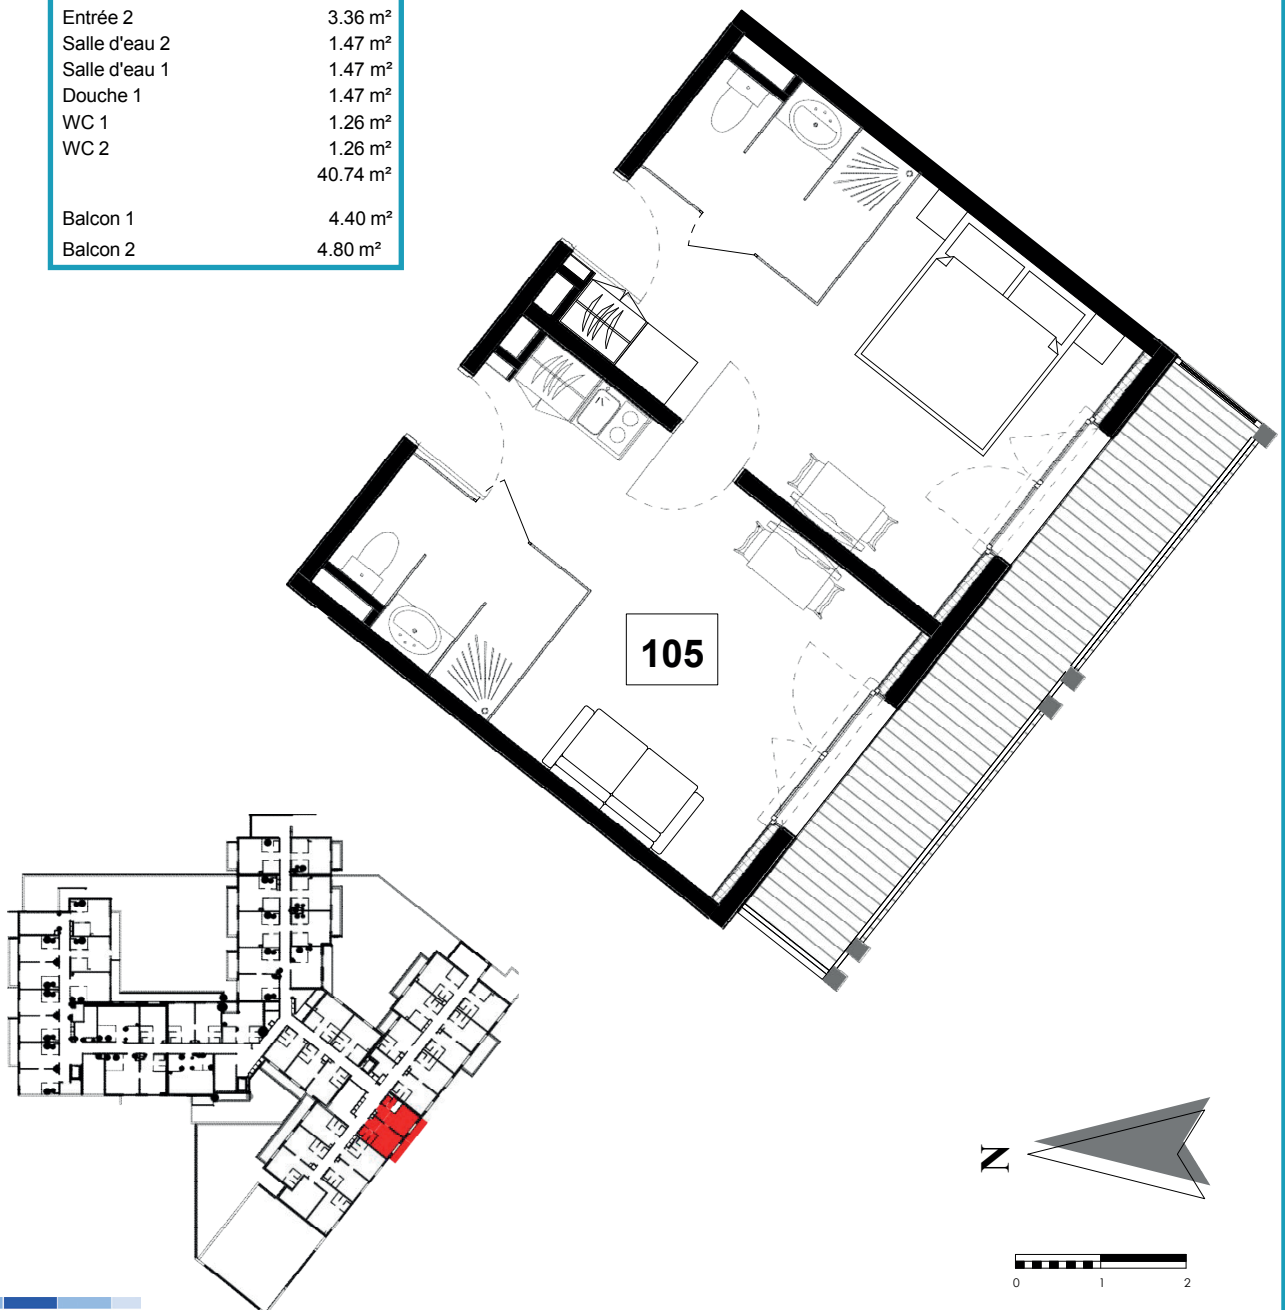 Entrée 2 3.36 m²
Salle d'eau 2 1.47 m²
Salle d'eau 1 1.47 m²
Douche 1 1.47 m²
WC 1 1.26 m²
WC 2 1.26 m²
40.74 m²
Balcon 1 4.40 m²
Balcon 2 4.80 m²
105
N
0 1 2